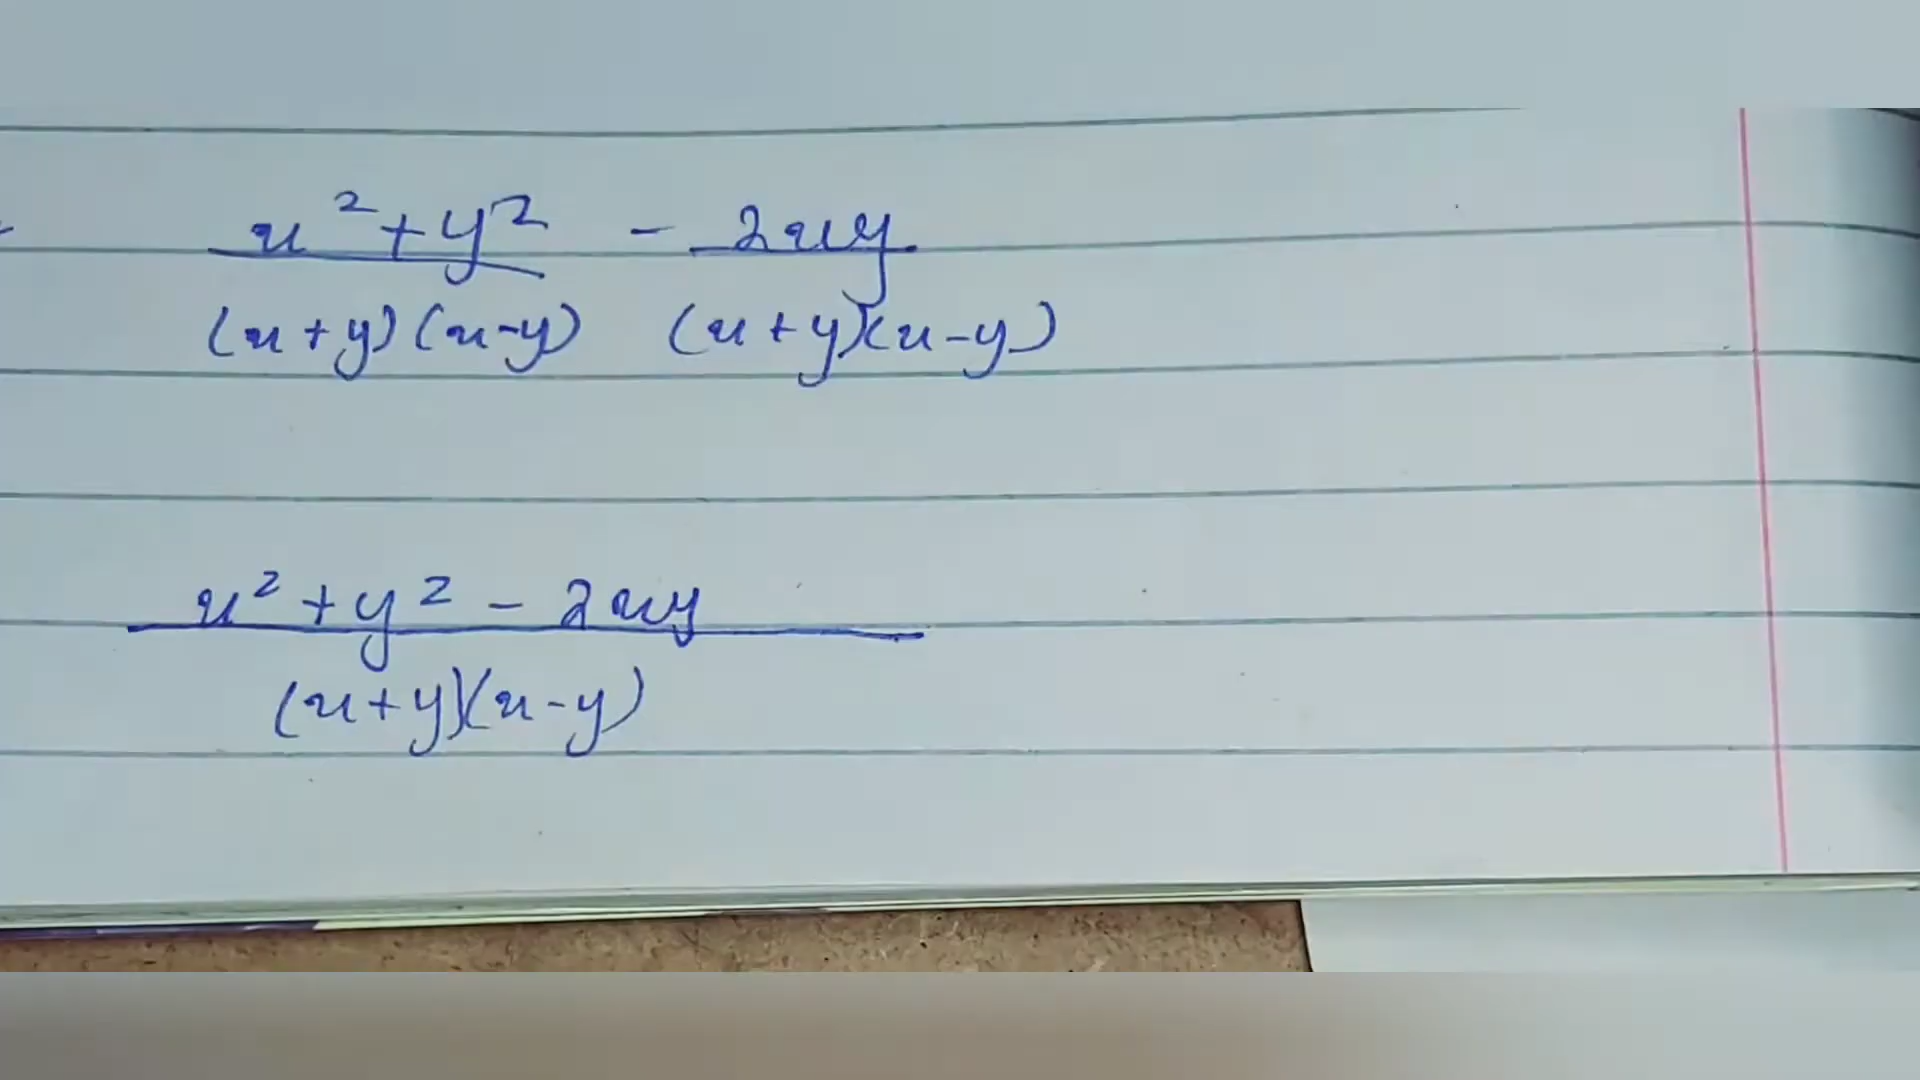 x² + y² - 2xy
(x+y)(x-y) (x+y)(x-y)
x² + y² - 2xy
(x+y)(x-y)